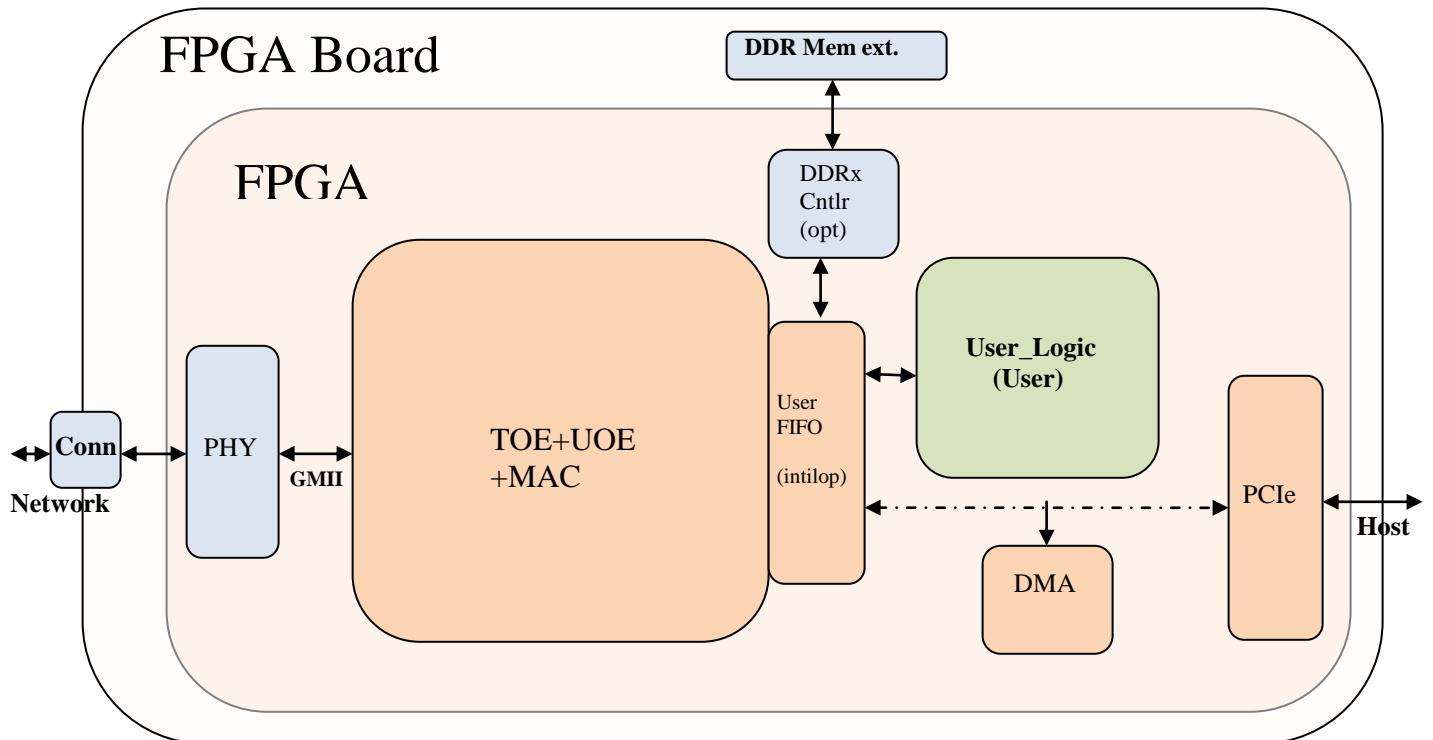 FPGA Board
DDR Mem ext.
FPGA
DDRx
Cntlr
(opt)
User_Logic
(User)
User
FIFO
(intilop)
TOE+UOE
+MAC
Conn
PHY
GMII
Network
PCIe
Host
DMA